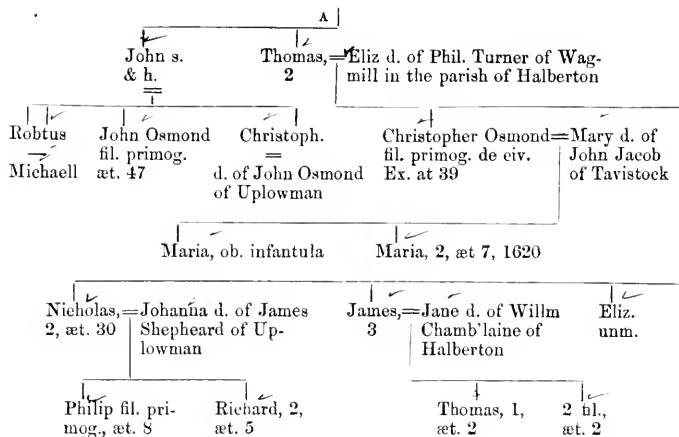 A
John s. Thomas,=Eliz d. of Phil. Turner of Wag-
& h. 2 mill in the parish of Halberton
=
Robtus John Osmond Christoph. Christopher Osmond=Mary d. of
fil. primog. = fil. primog. de civ. John Jacob
Michaell æt. 47 d. of John Osmond Ex. at 39 of Tavistock
of Uplowman
Maria, ob. infantula Maria, 2, æt 7, 1620
Nicholas,=Johanna d. of James James,=Jane d. of Willm Eliz.
2, æt. 30 Shepheard of Up- 3 Chamb'laine of unm.
lowman Halberton
Philip fil. pri- Richard, 2, Thomas, 1, 2 fil.,
mog., æt. 8 æt. 5 æt. 2 æt. 2